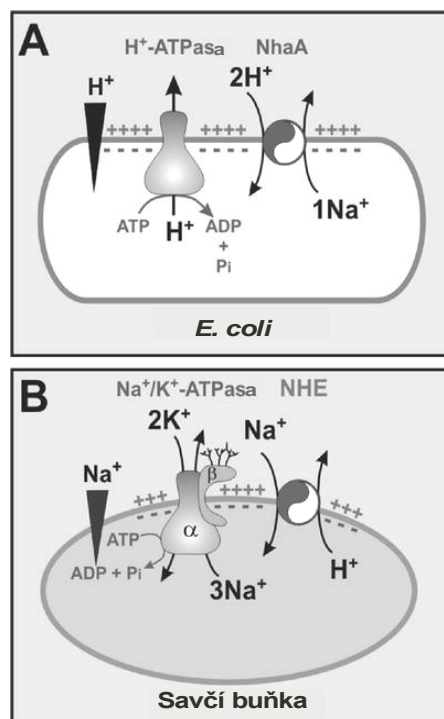 A
H⁺-ATPasa NhaA
H⁺
2H⁺
++++ ++++ ++++
---- ---- ----
ATP H⁺ ADP
+
Pi
1Na⁺
E. coli
B
Na⁺/K⁺-ATPasa NHE
2K⁺ Na⁺
Na⁺
β
+++ ++++ +++
α
ATP
ADP + Pi
3Na⁺
H⁺
Savčí buňka